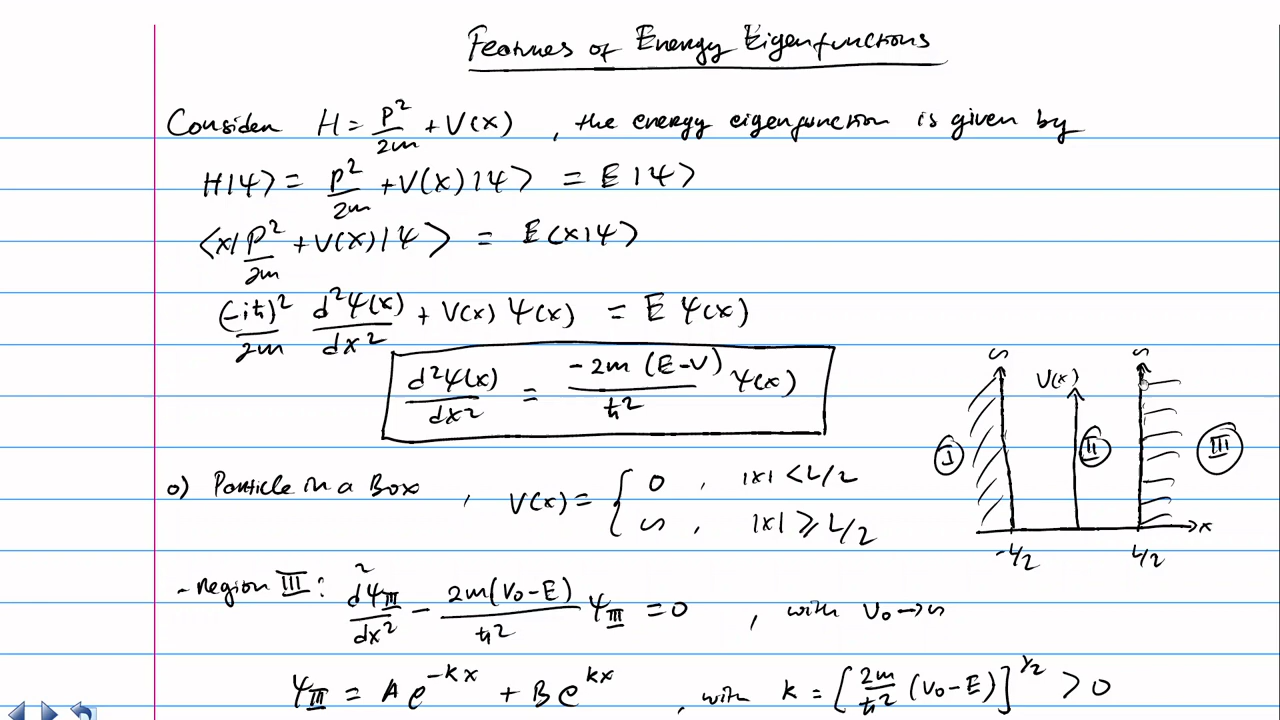 Features of Energy Eigenfunctions
Consider H = P²/2m + V(X) , the energy eigenfunction is given by
H|ψ> = P²/2m + V(X)|ψ> = E|ψ>
<x|P²/2m + V(X)|ψ> = E<x|ψ>
(-iħ)²/2m d²ψ(x)/dx² + V(x) ψ(x) = E ψ(x)
d²ψ(x)/dx² = -2m (E-V)/ħ² ψ(x)
∞ ∞
V(x)
I II III
x
-L/2 L/2
o) Particle in a Box , V(x) = { 0 , |x| < L/2
∞ , |x| ≥ L/2
- Region III : d²ψ_III/dx² - 2m(V₀-E)/ħ² ψ_III = 0 , with V₀ → ∞
ψ_III = A e^{-kx} + B e^{kx} , with k = [2m/ħ² (V₀-E)]^{1/2} > 0